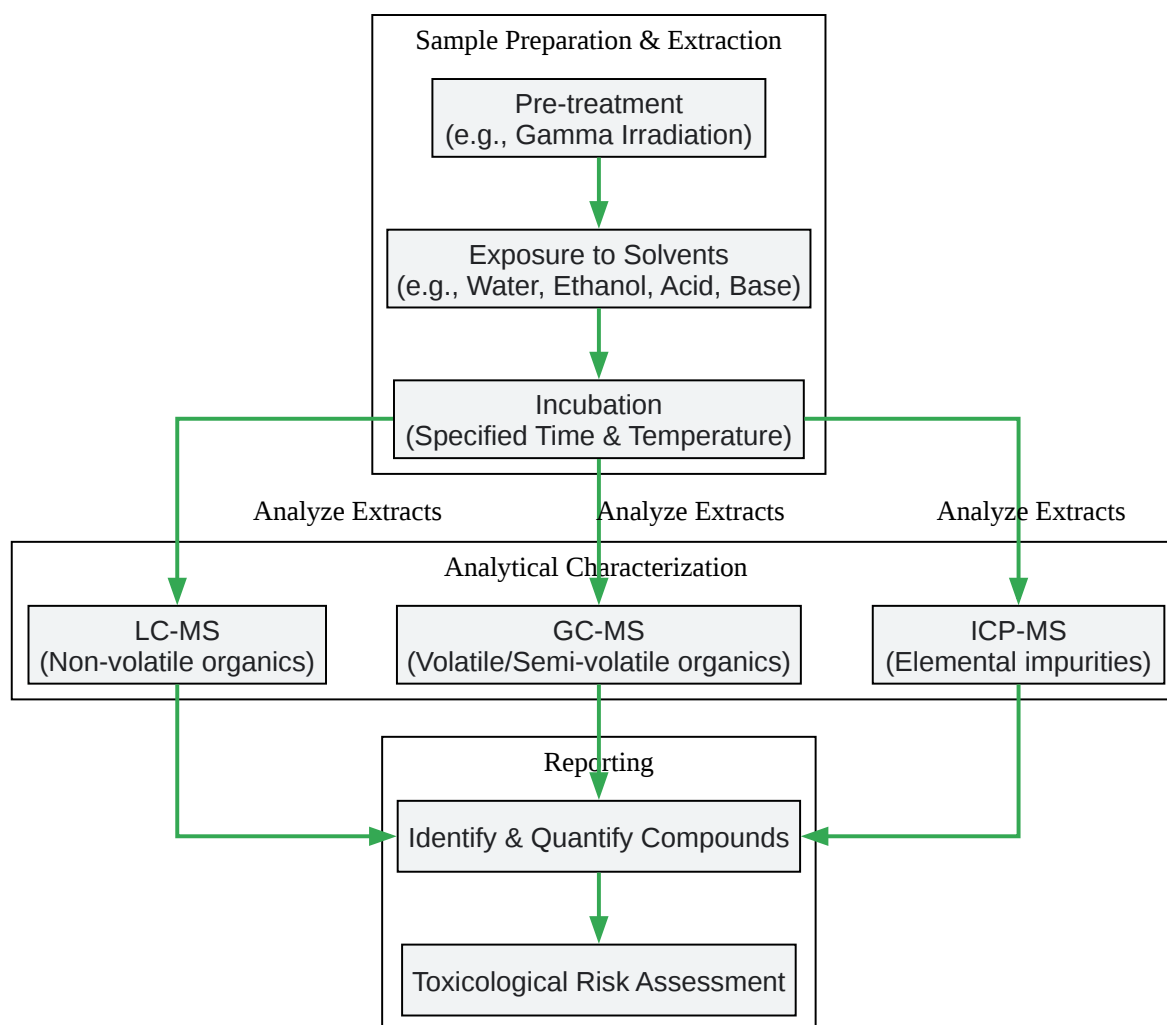 Sample Preparation & Extraction
Pre-treatment
(e.g., Gamma Irradiation)
Exposure to Solvents
(e.g., Water, Ethanol, Acid, Base)
Incubation
(Specified Time & Temperature)
Analyze Extracts
Analyze Extracts
Analyze Extracts
Analytical Characterization
LC-MS
(Non-volatile organics)
GC-MS
(Volatile/Semi-volatile organics)
ICP-MS
(Elemental impurities)
Reporting
Identify & Quantify Compounds
Toxicological Risk Assessment